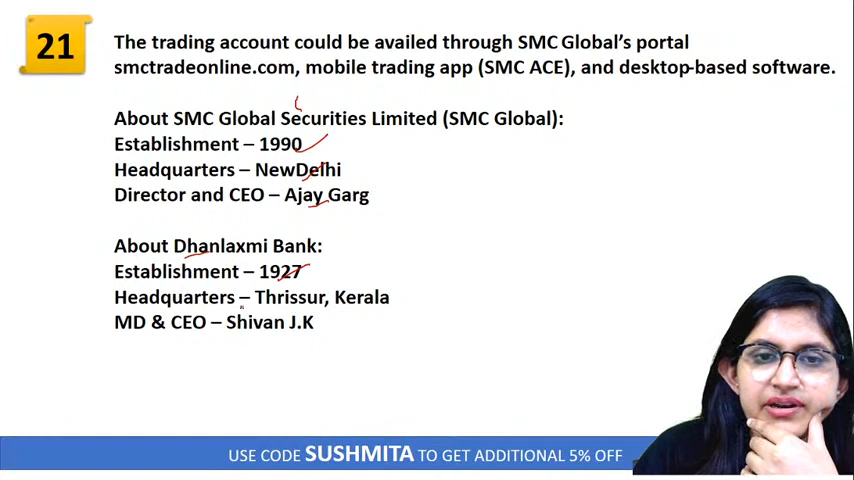 21
The trading account could be availed through SMC Global's portal
smctradeonline.com, mobile trading app (SMC ACE), and desktop-based software.
About SMC Global Securities Limited (SMC Global):
Establishment – 1990
Headquarters – NewDelhi
Director and CEO – Ajay Garg
About Dhanlaxmi Bank:
Establishment – 1927
Headquarters – Thrissur, Kerala
MD & CEO – Shivan J.K
USE CODE SUSHMITA TO GET ADDITIONAL 5% OFF